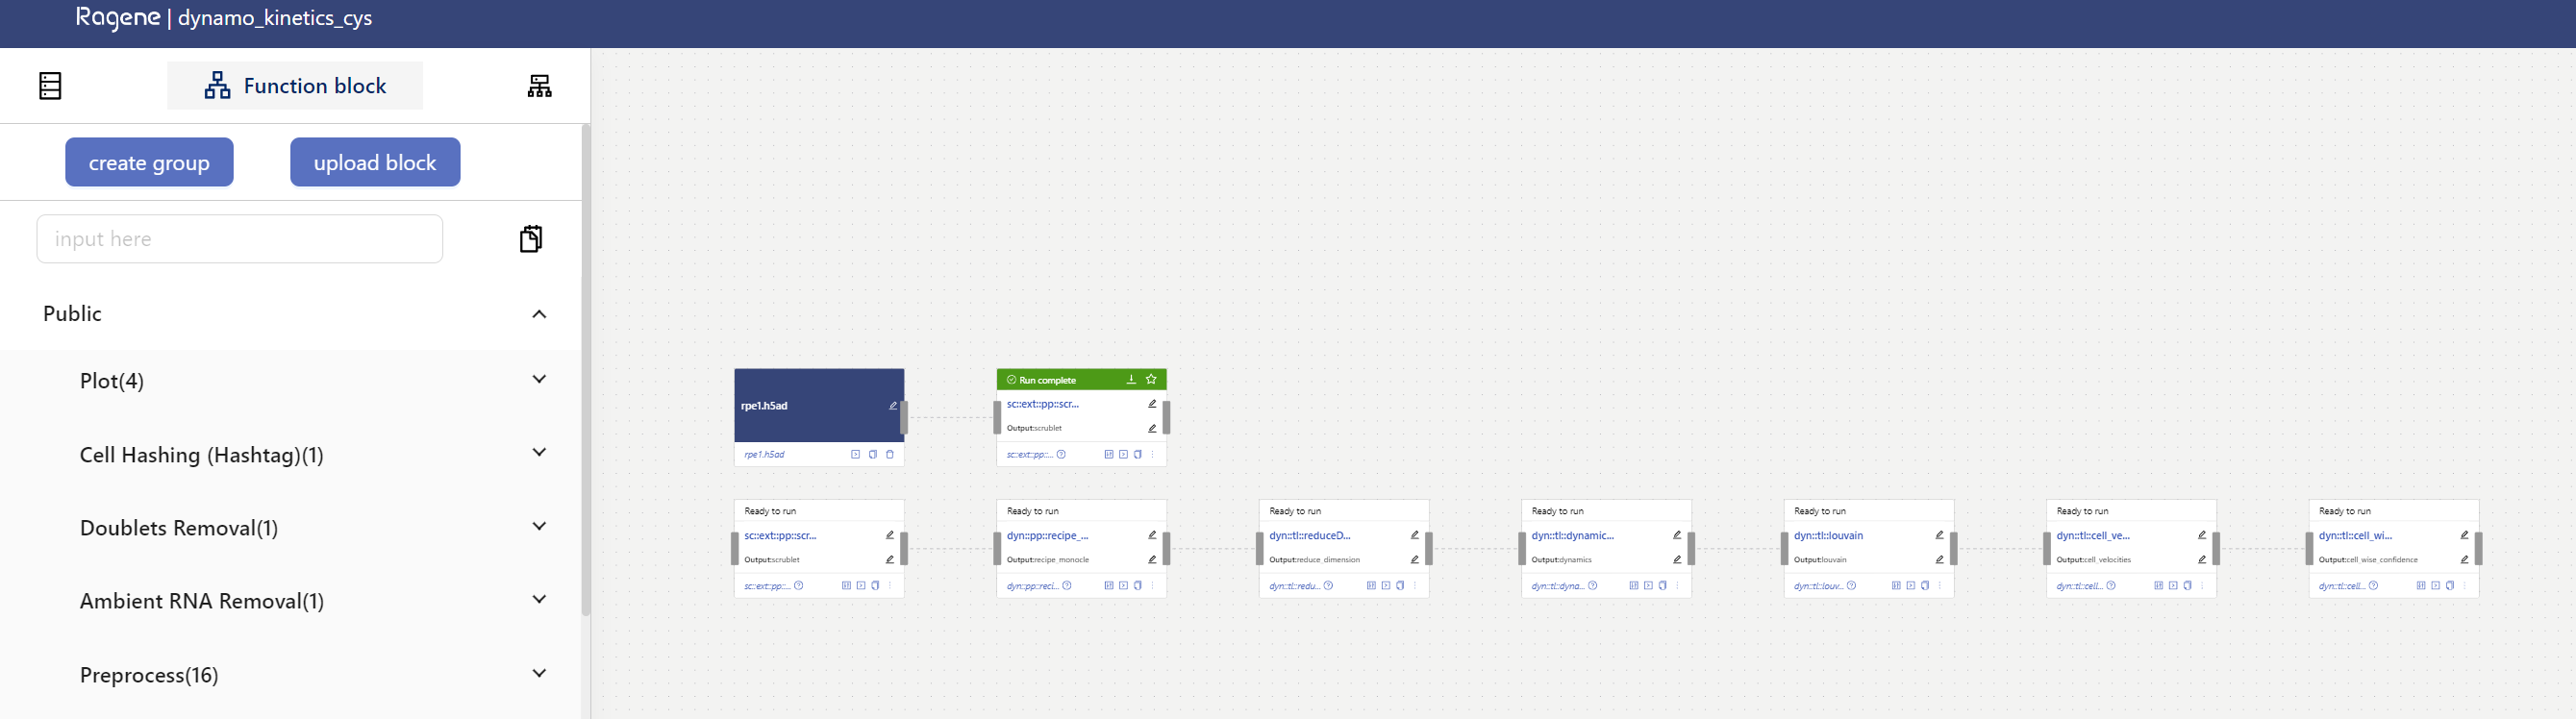 Ragene | dynamo_kinetics_cys
Function block
create group
upload block
input here
Public
Plot(4)
Cell Hashing (Hashtag)(1)
Doublets Removal(1)
Ambient RNA Removal(1)
Preprocess(16)
rpe1.h5ad
rpe1.h5ad
Run complete
sc::ext::pp::scr...
Output:scrublet
sc::ext::pp::...
Ready to run
sc::ext::pp::scr...
Output:scrublet
sc::ext::pp::...
Ready to run
dyn::pp::recipe_...
Output:recipe_monocle
dyn::pp::reci...
Ready to run
dyn::tl::reduceD...
Output:reduce_dimension
dyn::tl::redu...
Ready to run
dyn::tl::dynamic...
Output:dynamics
dyn::tl::dyna...
Ready to run
dyn::tl::louvain
Output:louvain
dyn::tl::louv...
Ready to run
dyn::tl::cell_ve...
Output:cell_velocities
dyn::tl::cell...
Ready to run
dyn::tl::cell_wi...
Output:cell_wise_confidence
dyn::tl::cell...